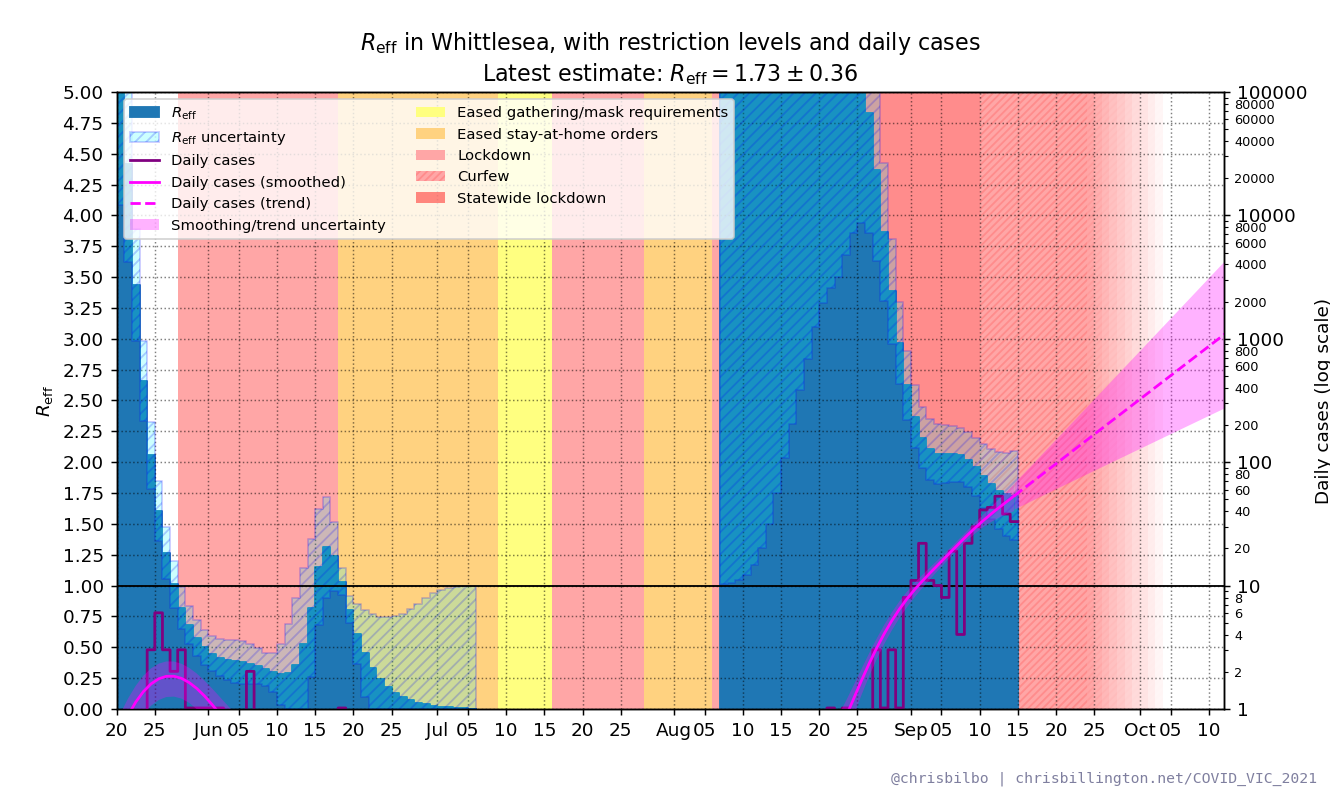 Reff in Whittlesea, with restriction levels and daily cases
Latest estimate: Reff = 1.73 ± 0.36
Reff
Reff uncertainty
Daily cases
Daily cases (smoothed)
Daily cases (trend)
Smoothing/trend uncertainty
Eased gathering/mask requirements
Eased stay-at-home orders
Lockdown
Curfew
Statewide lockdown
5.00
4.75
4.50
4.25
4.00
3.75
3.50
3.25
3.00
2.75
2.50
2.25
2.00
1.75
1.50
1.25
1.00
0.75
0.50
0.25
0.00
Reff
100000
80000
60000
40000
20000
10000
8000
6000
4000
2000
1000
800
600
400
200
100
80
60
40
20
10
8
6
4
2
1
Daily cases (log scale)
20 25 Jun 05 10 15 20 25 Jul 05 10 15 20 25 Aug 05 10 15 20 25 Sep 05 10 15 20 25 Oct 05 10
@chrisbilbo | chrisbillington.net/COVID_VIC_2021